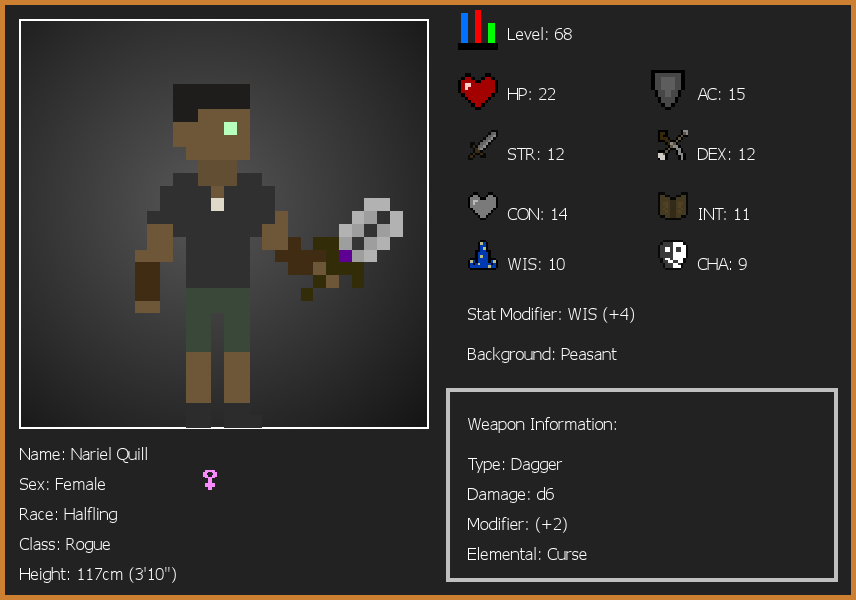 Level: 68
HP: 22
AC: 15
STR: 12
DEX: 12
CON: 14
INT: 11
WIS: 10
CHA: 9
Stat Modifier: WIS (+4)
Background: Peasant
Weapon Information:
Type: Dagger
Damage: d6
Modifier: (+2)
Elemental: Curse
Name: Nariel Quill
Sex: Female
Race: Halfling
Class: Rogue
Height: 117cm (3'10")